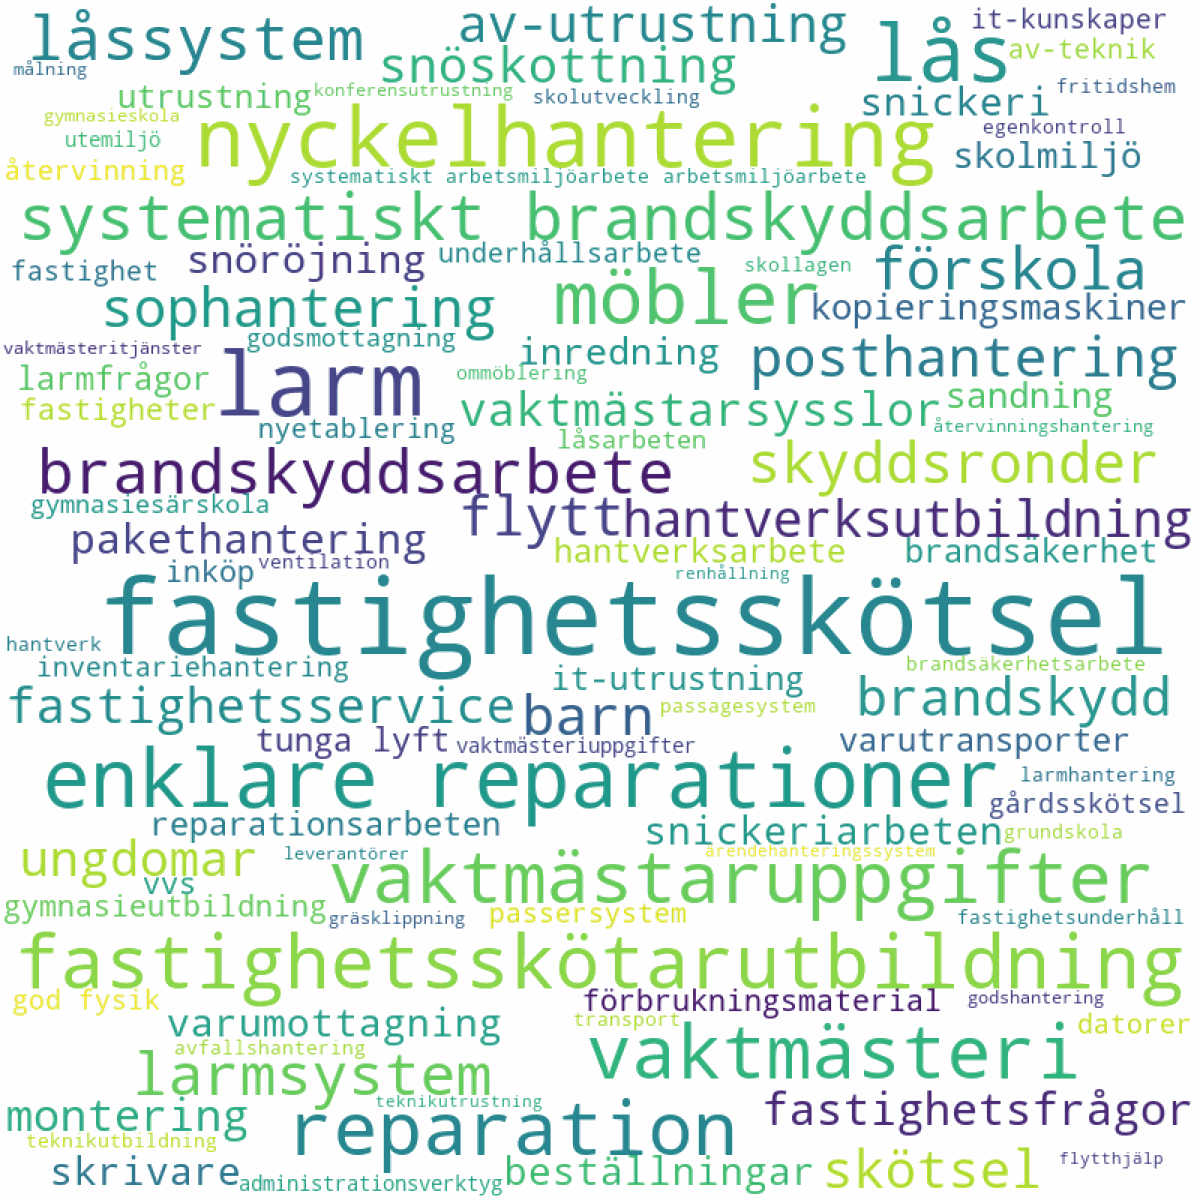 låssystem
av-utrustning
lås
it-kunskaper
av-teknik
målning
snöskottning
utrustning
konferensutrustning
skolutveckling
snickeri
fritidshem
gymnasieskola
utemiljö
nyckelhantering
egenkontroll
skolmiljö
återvinning
systematiskt arbetsmiljöarbete arbetsmiljöarbete
systematiskt brandskyddsarbete
snöröjning
underhållsarbete
förskola
fastighet
skollagen
sophantering
möbler
kopieringsmaskiner
vaktmästeritjänster
godsmottagning
inredning
posthantering
larmfrågor
larm
ommöblering
fastigheter
vaktmästarsysslor
sandning
nyetablering
låsarbeten
återvinningshantering
brandskyddsarbete
skyddsronder
gymnasiesärskola
flytt
hantverksutbildning
pakethantering
hantverksarbete
brandsäkerhet
inköp
ventilation
renhållning
fastighetsskötsel
hantverk
inventariehantering
it-utrustning
brandsäkerhetsarbete
fastighetsservice
barn
passagesystem
brandskydd
tunga lyft
vaktmästeriuppgifter
varutransporter
enklare reparationer
larmhantering
gårdsskötsel
reparationsarbeten
snickeriarbeten
grundskola
ungdomar
leverantörer
ärendehanteringssystem
vvs
vaktmästaruppgifter
gymnasieutbildning
gräsklippning
passersystem
fastighetsunderhåll
fastighetsskötarutbildning
god fysik
förbrukningsmaterial
godshantering
varumottagning
transport
datorer
avfallshantering
vaktmästeri
larmsystem
montering
teknikutrustning
reparation
fastighetsfrågor
teknikutbildning
skrivare
administrationsverktyg
beställningar
skötsel
flytthjälp